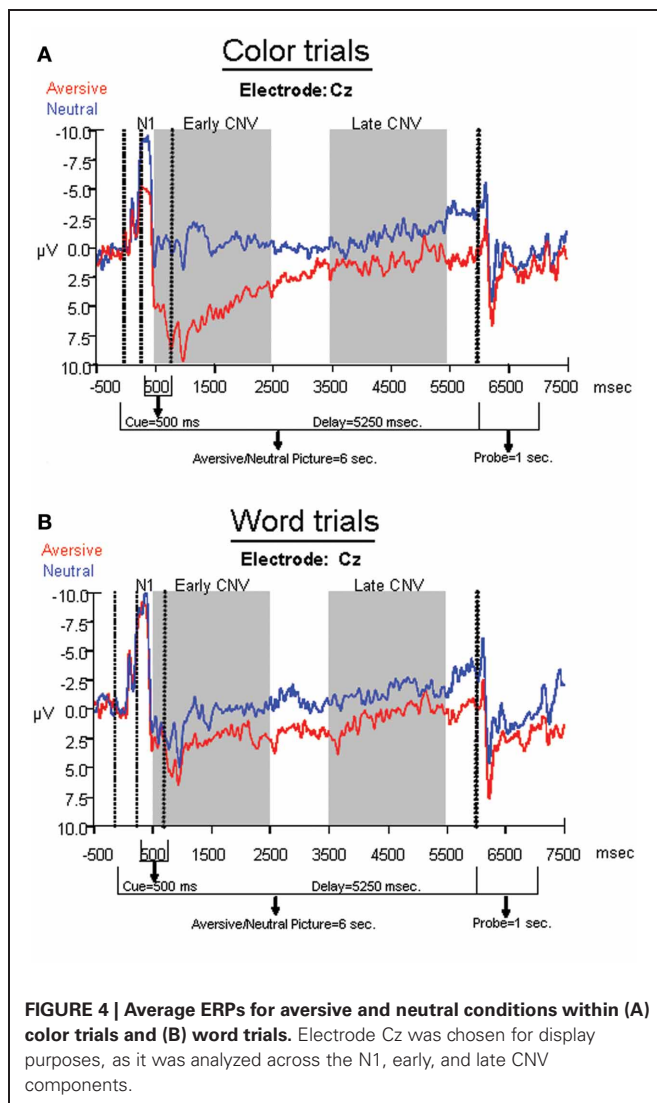 A
Color trials
Aversive
Neutral
Electrode: Cz
N1 Early CNV Late CNV
-10.0
-7.5
-5.0
-2.5
µV
0.0
2.5
5.0
7.5
10.0
-500 500 1500 2500 3500 4500 5500 6500 7500 msec
Cue=500 ms Delay=5250 msec.
Aversive/Neutral Picture=6 sec. Probe=1 sec.
B
Word trials
Aversive
Neutral
Electrode: Cz
N1 Early CNV Late CNV
-10.0
-7.5
-5.0
-2.5
µV
0.0
2.5
5.0
7.5
10.0
-500 500 1500 2500 3500 4500 5500 6500 7500 msec
Cue=500 ms Delay=5250 msec.
Aversive/Neutral Picture=6 sec. Probe=1 sec.
FIGURE 4 | Average ERPs for aversive and neutral conditions within (A)
color trials and (B) word trials. Electrode Cz was chosen for display
purposes, as it was analyzed across the N1, early, and late CNV
components.